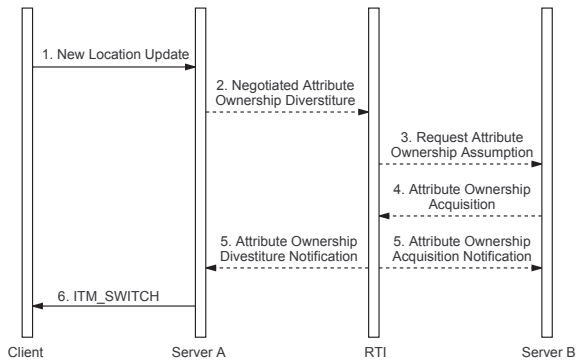 1. New Location Update
2. Negotiated Attribute
Ownership Diverstiture
3. Request Attribute
Ownership Assumption
4. Attribute Ownership
Acquisition
5. Attribute Ownership
Divestiture Notification
5. Attribute Ownership
Acquisition Notification
6. ITM_SWITCH
Client
Server A
RTI
Server B